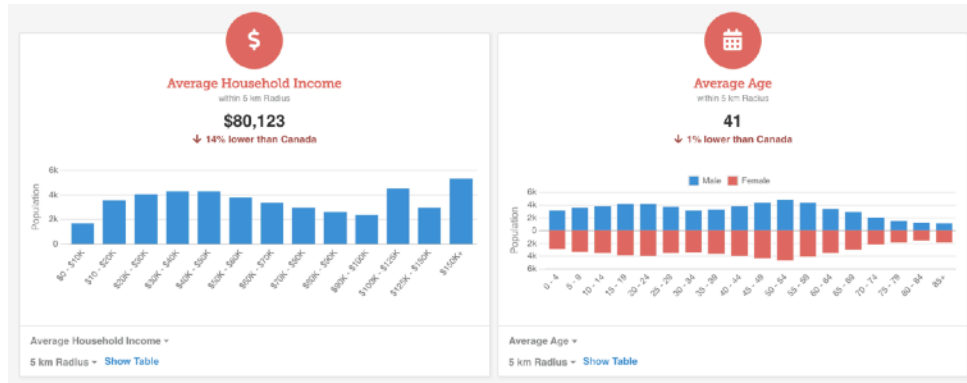 $
Average Household Income
within 5 km Radius
$80,123
↓ 14% lower than Canada
6k
4k
2k
0
Population
$0 - $10K
$10 - $20K
$20K - $30K
$30K - $40K
$40K - $50K
$50K - $60K
$60K - $70K
$70K - $80K
$80K - $90K
$90K - $100K
$100K - $125K
$125K - $150K
$150K+
Average Household Income
5 km Radius Show Table
Average Age
within 5 km Radius
41
↓ 1% lower than Canada
Male Female
6k
4k
2k
0
2k
4k
6k
Population
0 - 4
5 - 9
10 - 14
15 - 19
20 - 24
25 - 29
30 - 34
35 - 39
40 - 44
45 - 49
50 - 54
55 - 58
60 - 64
65 - 69
70 - 74
75 - 79
80 - 84
85+
Average Age
5 km Radius Show Table